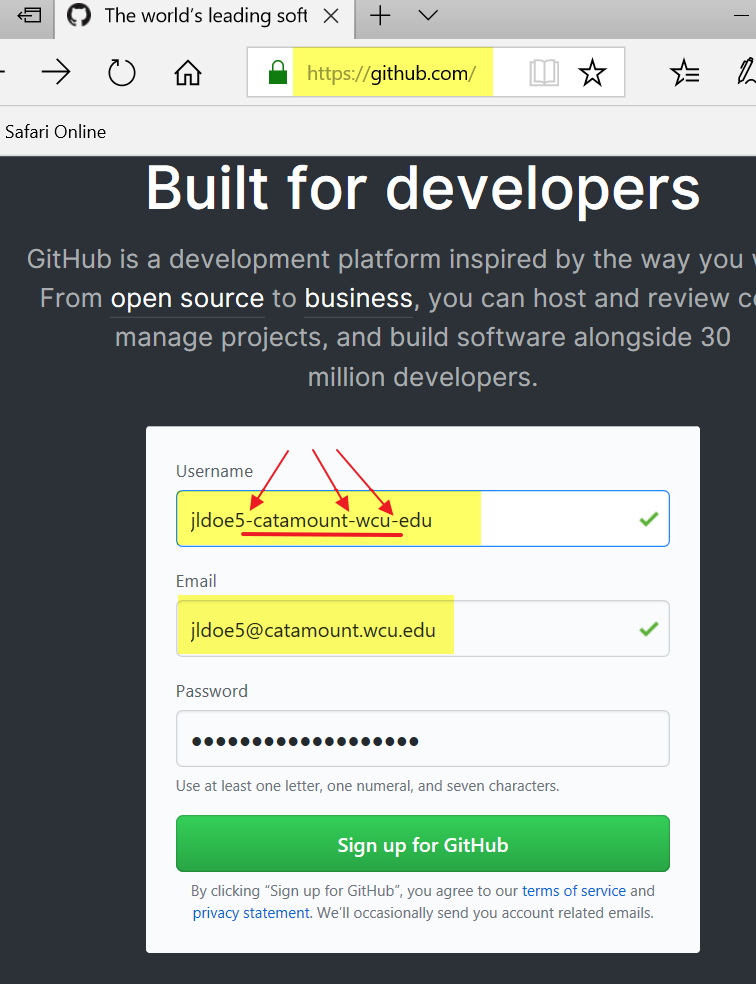 The world's leading soft
https://github.com/
Safari Online
Built for developers
GitHub is a development platform inspired by the way you
From open source to business, you can host and review
manage projects, and build software alongside 30
million developers.
Username
jldoe5-catamount-wcu-edu
Email
jldoe5@catamount.wcu.edu
Password
Use at least one letter, one numeral, and seven characters.
Sign up for GitHub
By clicking “Sign up for GitHub”, you agree to our terms of service and
privacy statement. We’ll occasionally send you account related emails.